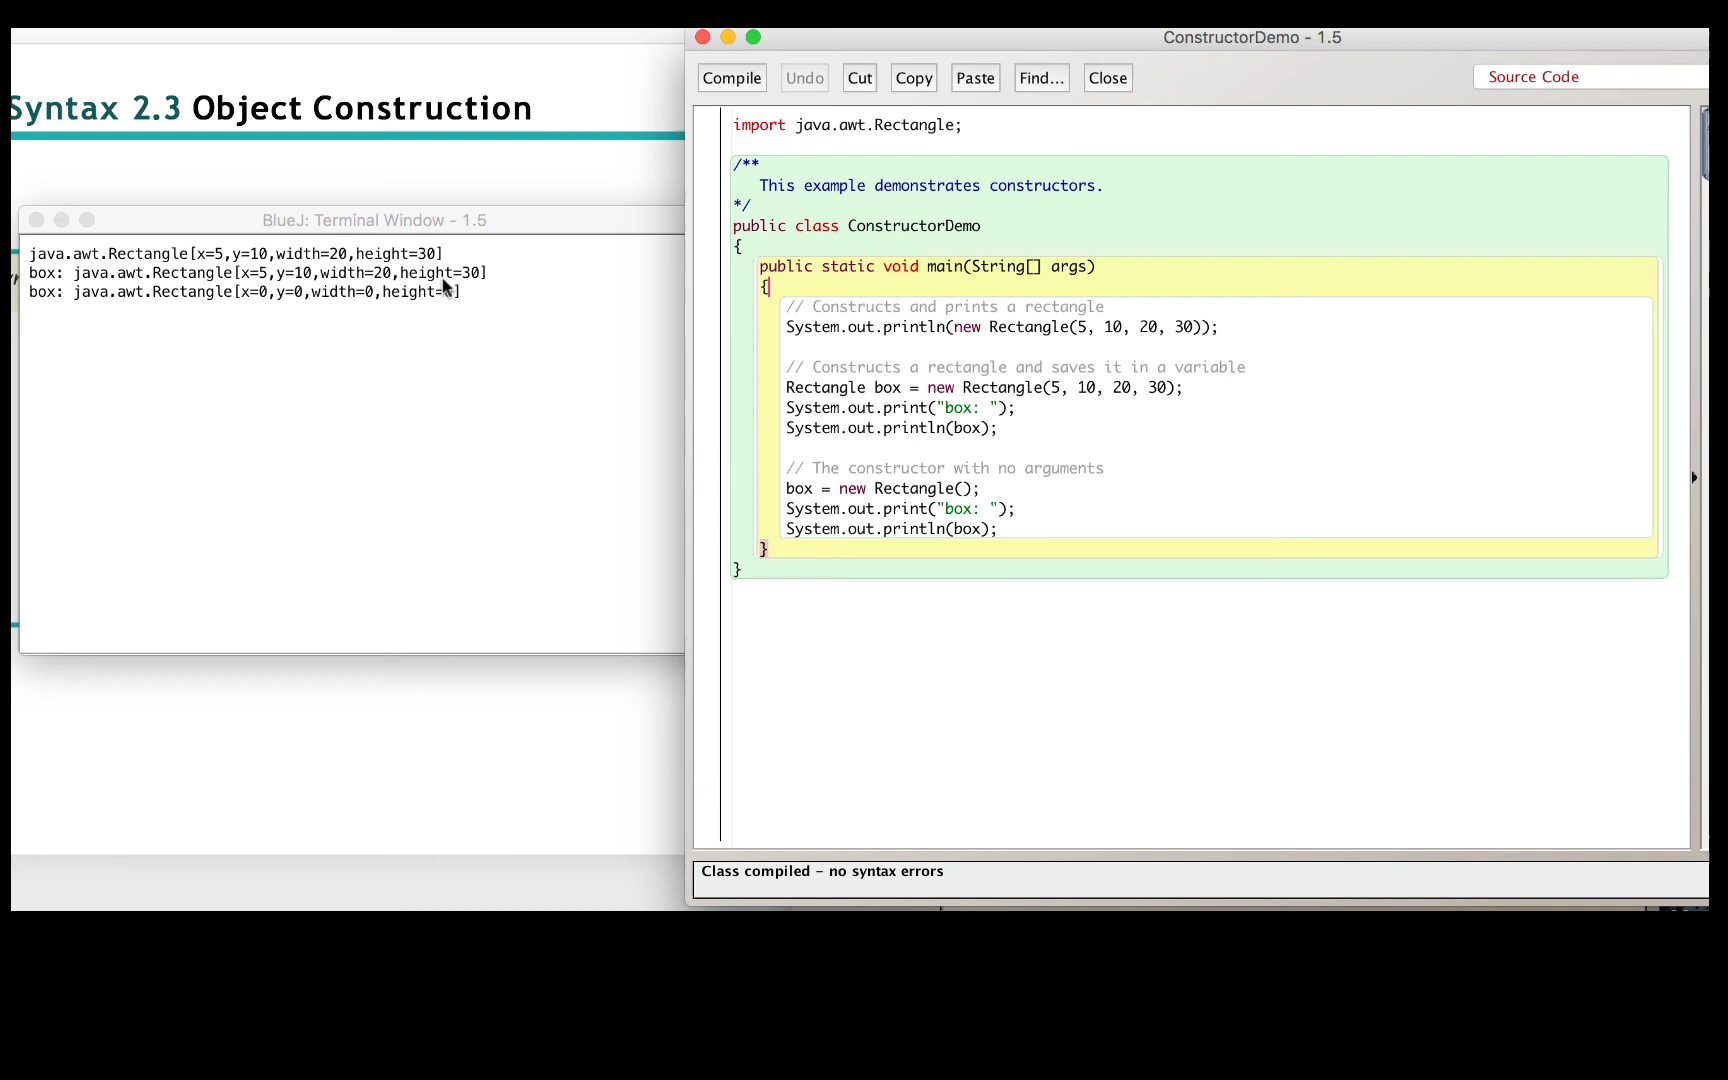 Syntax 2.3 Object Construction
BlueJ: Terminal Window - 1.5
java.awt.Rectangle[x=5,y=10,width=20,height=30]
box: java.awt.Rectangle[x=5,y=10,width=20,height=30]
box: java.awt.Rectangle[x=0,y=0,width=0,height= ]
ConstructorDemo - 1.5
Compile Undo Cut Copy Paste Find... Close
Source Code
import java.awt.Rectangle;
/**
This example demonstrates constructors.
*/
public class ConstructorDemo
{
public static void main(String[] args)
{
// Constructs and prints a rectangle
System.out.println(new Rectangle(5, 10, 20, 30));
// Constructs a rectangle and saves it in a variable
Rectangle box = new Rectangle(5, 10, 20, 30);
System.out.print("box: ");
System.out.println(box);
// The constructor with no arguments
box = new Rectangle();
System.out.print("box: ");
System.out.println(box);
}
}
Class compiled - no syntax errors